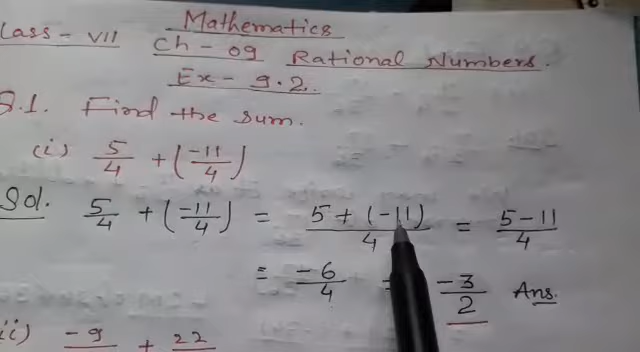 Mathematics
Class - VII Ch - 09 Rational Numbers.
Ex - 9.2.
Q.1. Find the sum.
(i) 5/4 + (-11/4)
Sol. 5/4 + (-11/4) = 5 + (-11)/4 = 5 - 11/4
= -6/4 = -3/2 Ans.
ii) -9 + 22